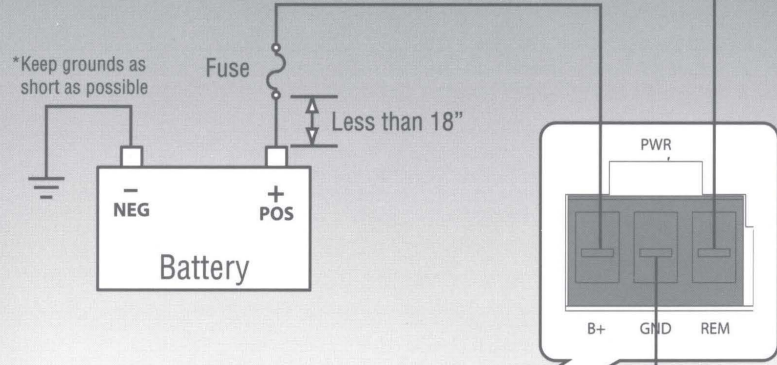 *Keep grounds as
short as possible
Fuse
Less than 18”
− NEG
+ POS
Battery
PWR
B+ GND REM